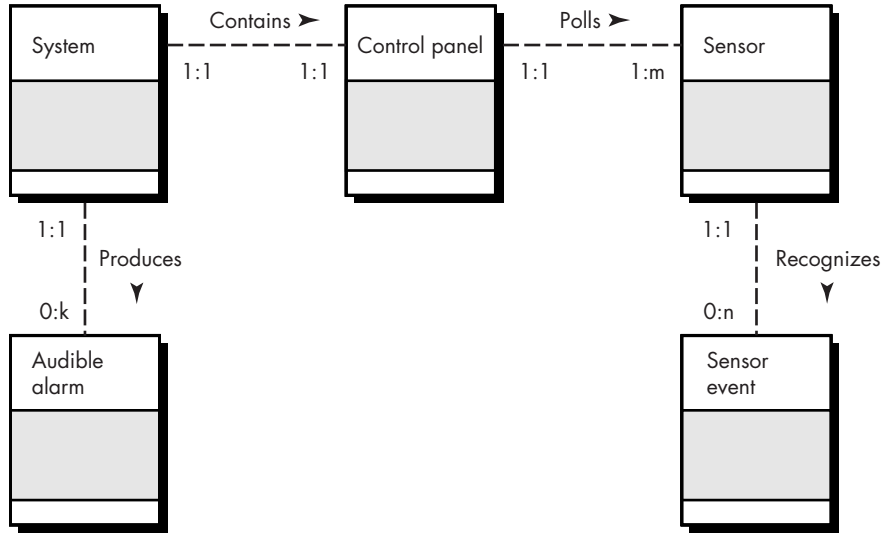 Contains
Polls
System
Control panel
Sensor
1:1
1:1
1:1
1:m
1:1
Produces
0:k
1:1
Recognizes
0:n
Audible
alarm
Sensor
event